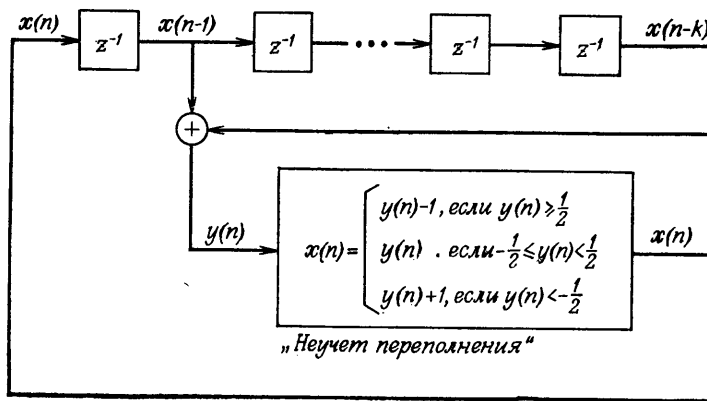 x(n) z⁻¹ x(n-1) z⁻¹ ••• z⁻¹ z⁻¹ x(n-k)
+
y(n)-1, если y(n) ⩾ 1/2
y(n) x(n)= y(n) . если -1/2 ≤ y(n) < 1/2 x(n)
y(n)+1, если y(n) < -1/2
„Неучет переполнения“